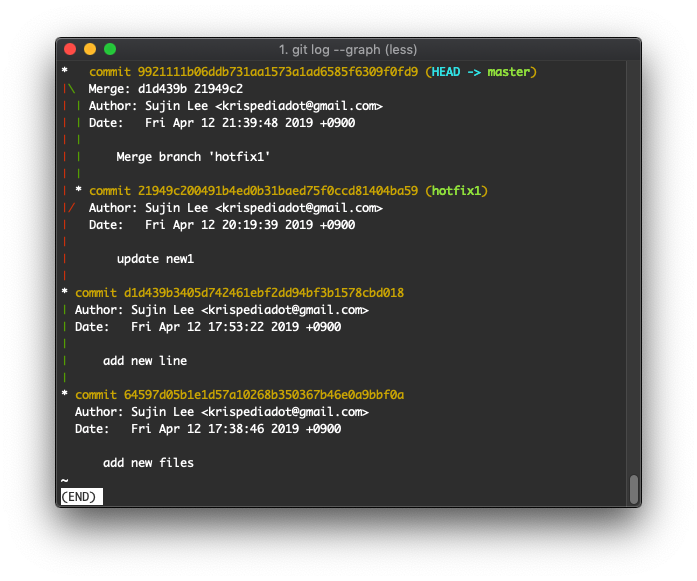 1. git log --graph (less)
*   commit 9921111b06ddb731aa1573a1ad6585f6309f0fd9 (HEAD -> master)
|\  Merge: d1d439b 21949c2
| | Author: Sujin Lee <krispediadot@gmail.com>
| | Date:   Fri Apr 12 21:39:48 2019 +0900
| |
| |     Merge branch 'hotfix1'
| |
| * commit 21949c200491b4ed0b31baed75f0ccd81404ba59 (hotfix1)
|/  Author: Sujin Lee <krispediadot@gmail.com>
|   Date:   Fri Apr 12 20:19:39 2019 +0900
|
|       update new1
|
* commit d1d439b3405d742461ebf2dd94bf3b1578cbd018
| Author: Sujin Lee <krispediadot@gmail.com>
| Date:   Fri Apr 12 17:53:22 2019 +0900
|
|     add new line
|
* commit 64597d05b1e1d57a10268b350367b46e0a9bbf0a
  Author: Sujin Lee <krispediadot@gmail.com>
  Date:   Fri Apr 12 17:38:46 2019 +0900

      add new files
~
(END)